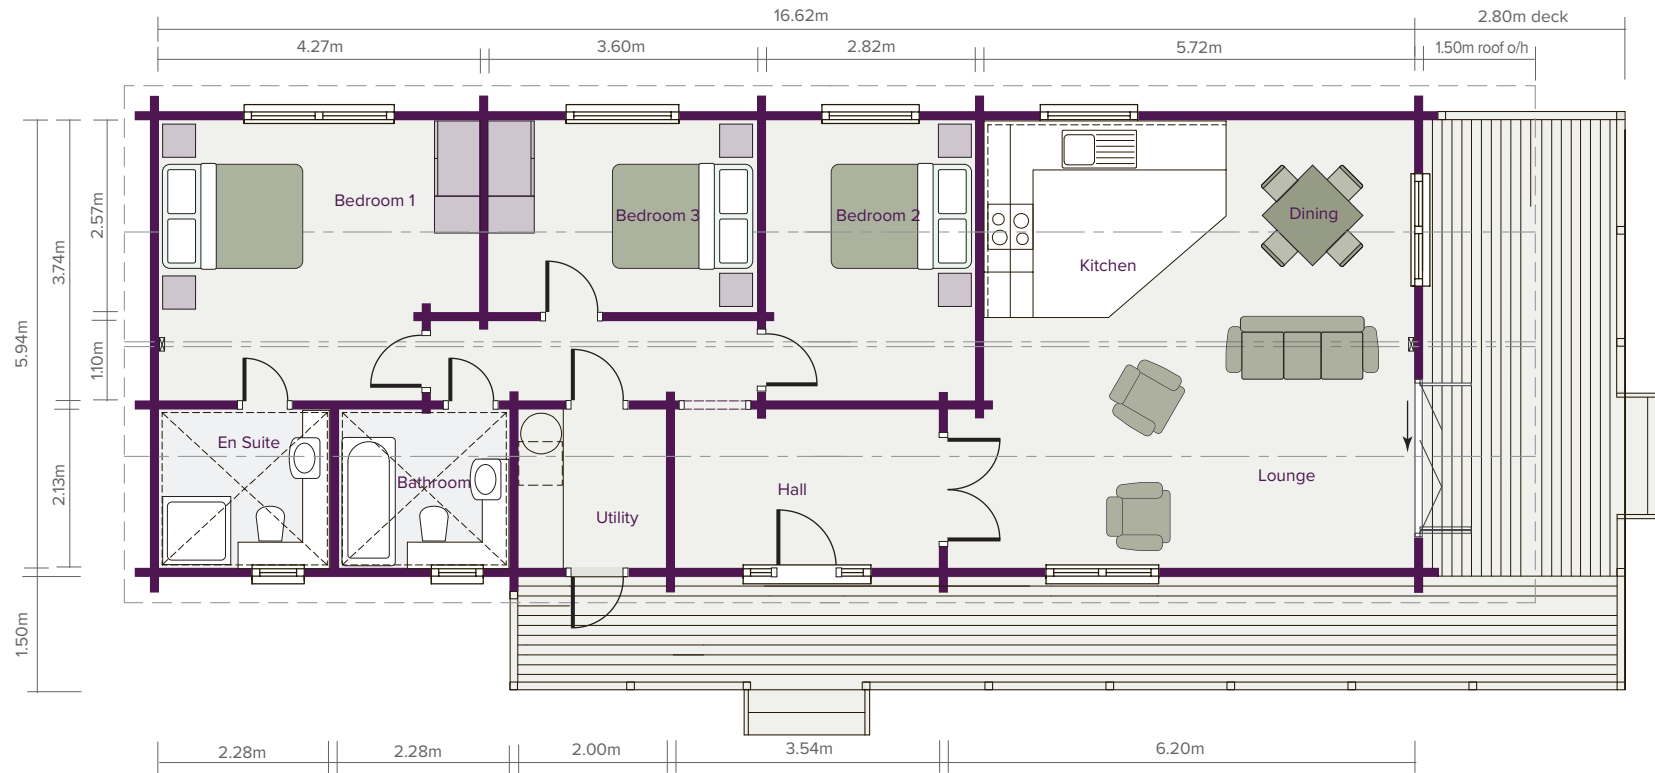 16.62m
2.80m deck
4.27m
3.60m
2.82m
5.72m
1.50m roof o/h
5.94m
3.74m
2.57m
1.10m
2.13m
1.50m
Bedroom 1
Bedroom 3
Bedroom 2
Dining
Kitchen
En Suite
Bathroom
Utility
Hall
Lounge
2.28m
2.28m
2.00m
3.54m
6.20m